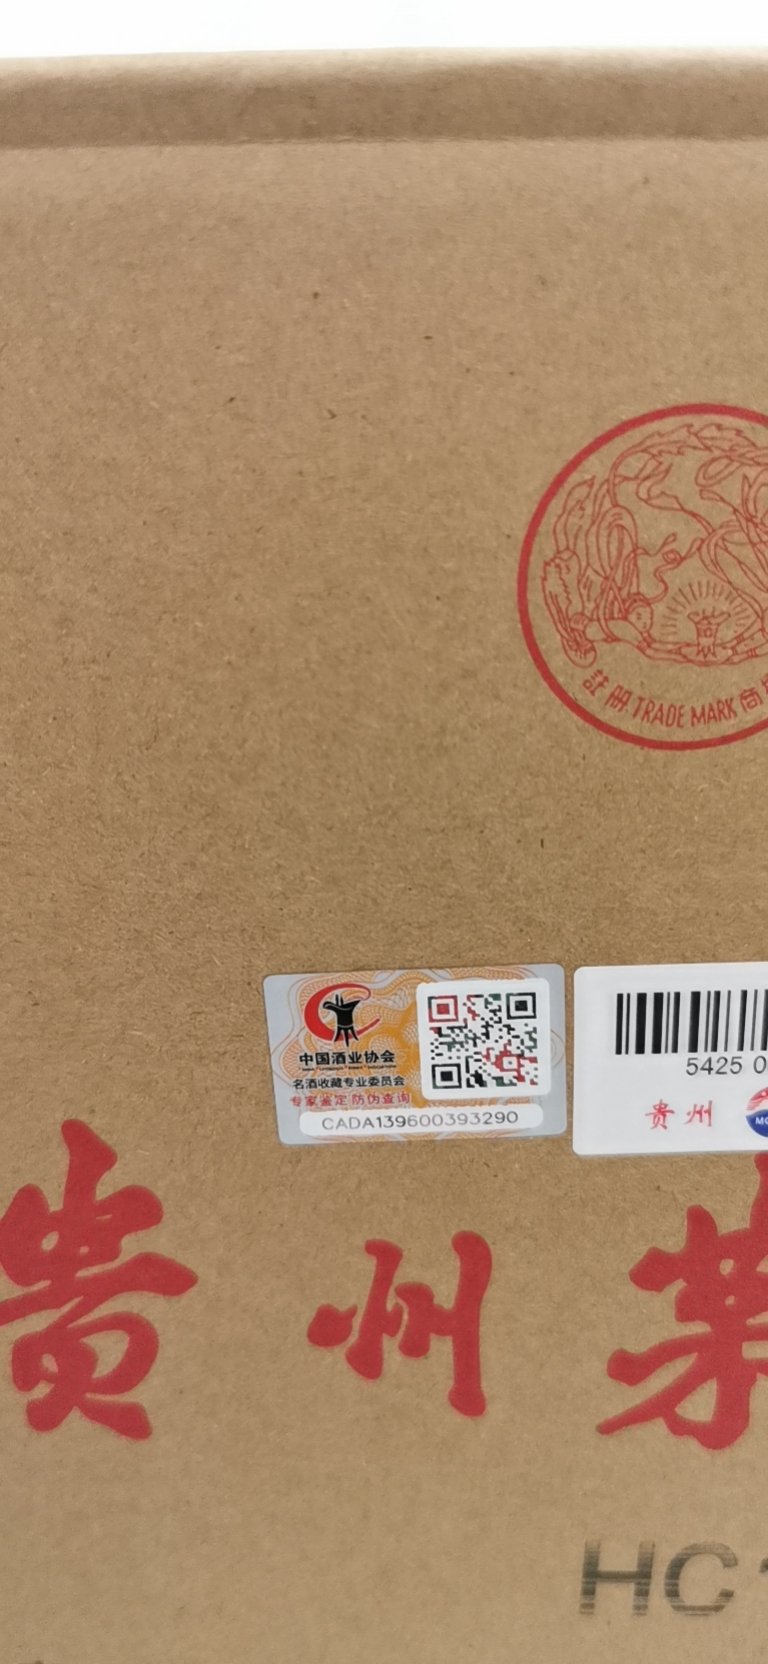 註册 TRADE MARK 商
中国酒业协会
名酒收藏专业委员会
专家鉴定 防伪查询
CADA139600393290
5425 0
贵州
贵州茅
HC